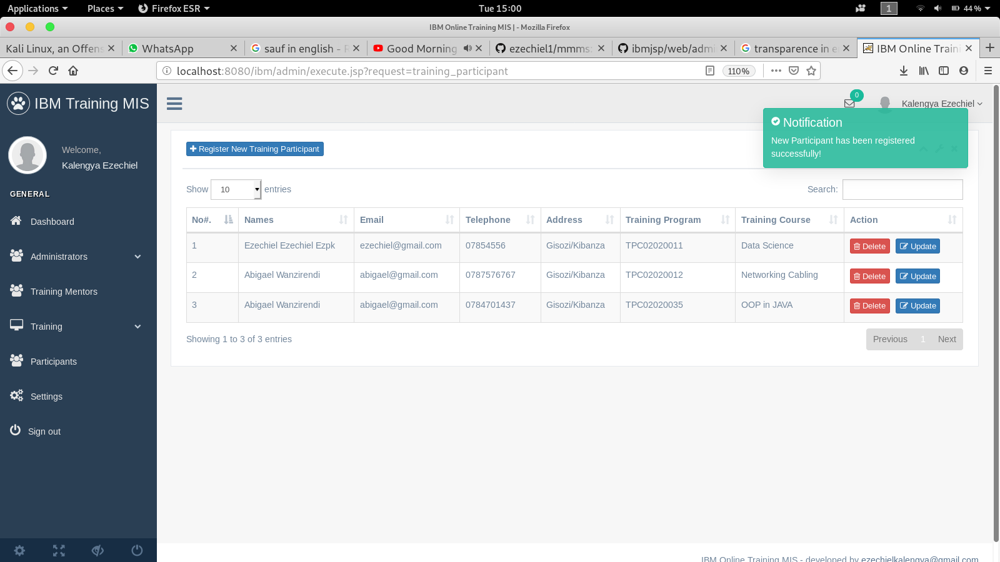 Applications Places Firefox ESR Tue 15:00 1 44 %
IBM Online Training MIS | - Mozilla Firefox
Kali Linux, an Offens WhatsApp sauf in english - Good Morning ezechiel1/mmms: ibmjsp/web/admi transparence in e IBM Online Traini
localhost:8080/ibm/admin/execute.jsp?request=training_participant 110%
IBM Training MIS
0
Kalengya Ezechiel
Notification
New Participant has been registered
successfully!
Welcome,
Kalengya Ezechiel
GENERAL
Dashboard
Administrators
Training Mentors
Training
Participants
Settings
Sign out
Register New Training Participant
Show 10 entries Search:
No#. Names Email Telephone Address Training Program Training Course Action
1 Ezechiel Ezechiel Ezpk ezechiel@gmail.com 07854556 Gisozi/Kibanza TPC02020011 Data Science Delete Update
2 Abigael Wanzirendi abigael@gmail.com 0787576767 Gisozi/Kibanza TPC02020012 Networking Cabling Delete Update
3 Abigael Wanzirendi abigael@gmail.com 0784701437 Gisozi/Kibanza TPC02020035 OOP in JAVA Delete Update
Showing 1 to 3 of 3 entries Previous 1 Next
IBM Online Training MIS - developed by ezechielkalengya@gmail.com